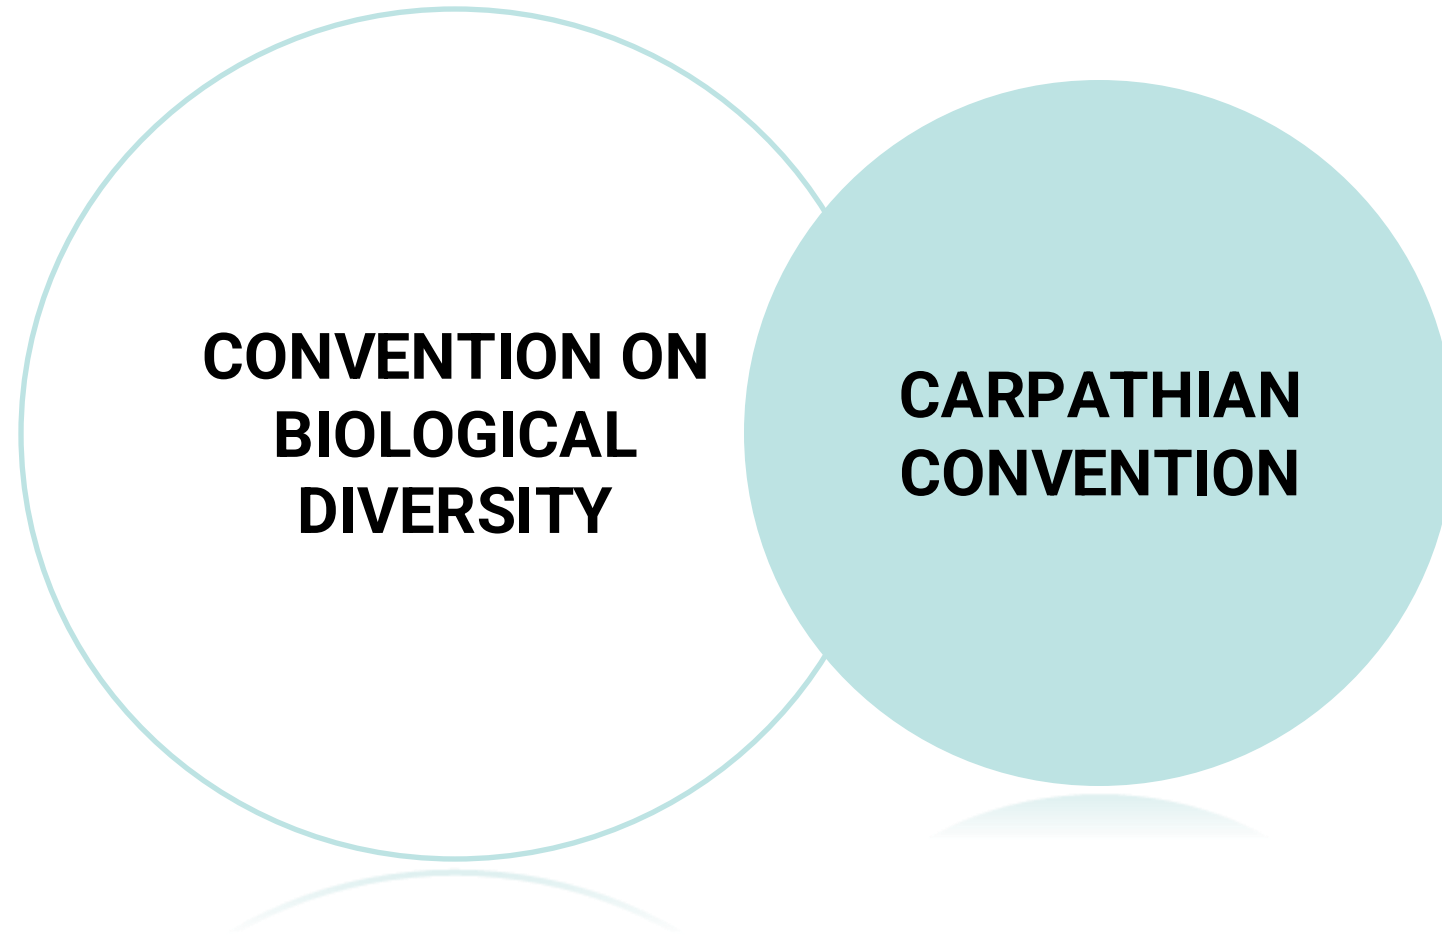 CONVENTION ON
BIOLOGICAL
DIVERSITY
CARPATHIAN
CONVENTION